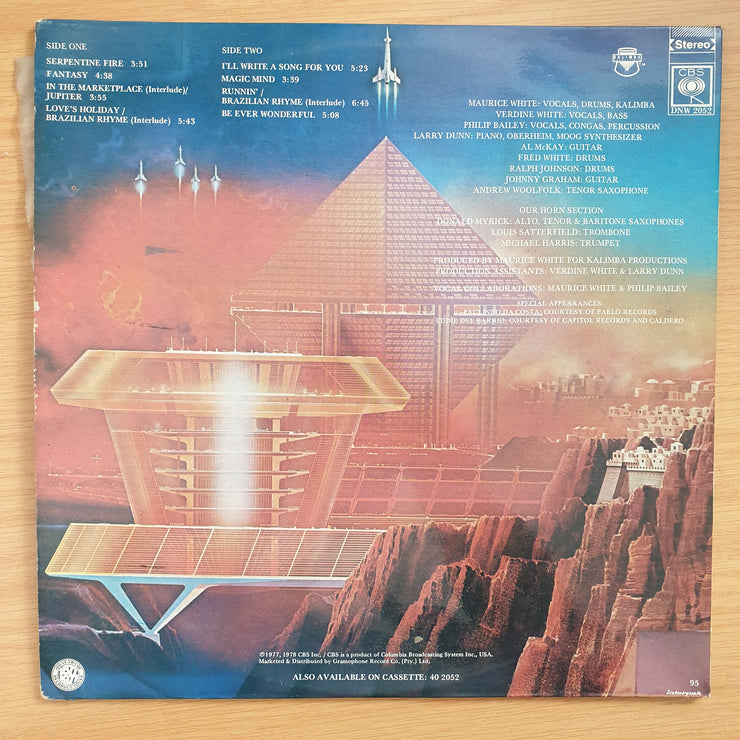 SIDE ONE
SERPENTINE FIRE 3:51
FANTASY 4:38
IN THE MARKETPLACE (Interlude)/
JUPITER 3:55
LOVE'S HOLIDAY /
BRAZILIAN RHYME (Interlude) 5:43
SIDE TWO
I'LL WRITE A SONG FOR YOU 5:23
MAGIC MIND 3:39
RUNNIN' /
BRAZILIAN RHYME (Interlude) 6:45
BE EVER WONDERFUL 5:08
KALIMBA
Stereo
CBS
DNW 2052
MAURICE WHITE: VOCALS, DRUMS, KALIMBA
VERDINE WHITE: VOCALS, BASS
PHILIP BAILEY: VOCALS, CONGAS, PERCUSSION
LARRY DUNN: PIANO, OBERHEIM, MOOG SYNTHESIZER
AL McKAY: GUITAR
FRED WHITE: DRUMS
RALPH JOHNSON: DRUMS
JOHNNY GRAHAM: GUITAR
ANDREW WOOLFOLK: TENOR SAXOPHONE
OUR HORN SECTION
DONALD MYRICK: ALTO, TENOR & BARITONE SAXOPHONES
LOUIS SATTERFIELD: TROMBONE
MICHAEL HARRIS: TRUMPET
PRODUCED BY MAURICE WHITE FOR KALIMBA PRODUCTIONS
PRODUCTION ASSISTANTS: VERDINE WHITE & LARRY DUNN
VOCAL COLLABORATIONS: MAURICE WHITE & PHILIP BAILEY
SPECIAL APPEARANCES:
PAULINHO DA COSTA: COURTESY OF PABLO RECORDS
EDDIE DEL BARRIO: COURTESY OF CAPITOL RECORDS AND CALDERO
℗1977, 1978 CBS Inc. / CBS is a product of Columbia Broadcasting System Inc., USA.
Marketed & Distributed by Gramophone Record Co, (Pty.) Ltd.
ALSO AVAILABLE ON CASSETTE: 40 2052
95
interpak